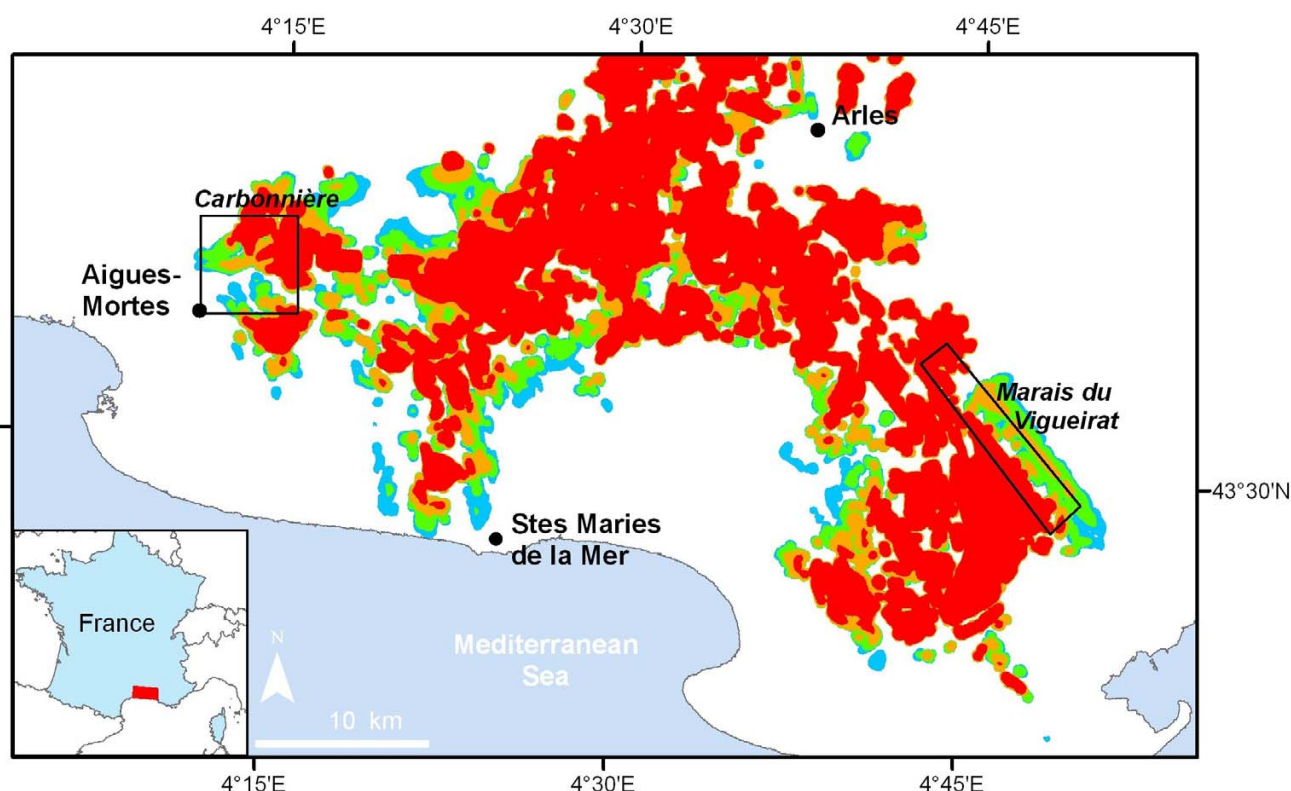 4°15'E
4°30'E
4°45'E
Arles
Carbonnière
Aigues-
Mortes
Marais du
Vigueirat
43°30'N
Stes Maries
de la Mer
France
Mediterranean
Sea
N
10 km
4°15'E
4°30'E
4°45'E